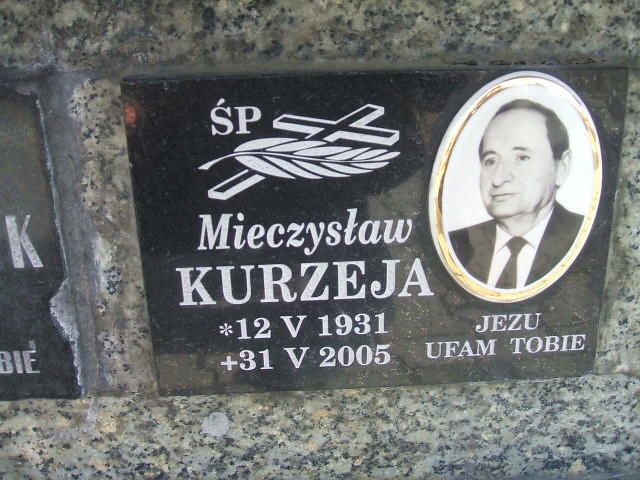 ŚP
Mieczysław
KURZEJA
*12 V 1931
+31 V 2005
JEZU
UFAM TOBIE
K